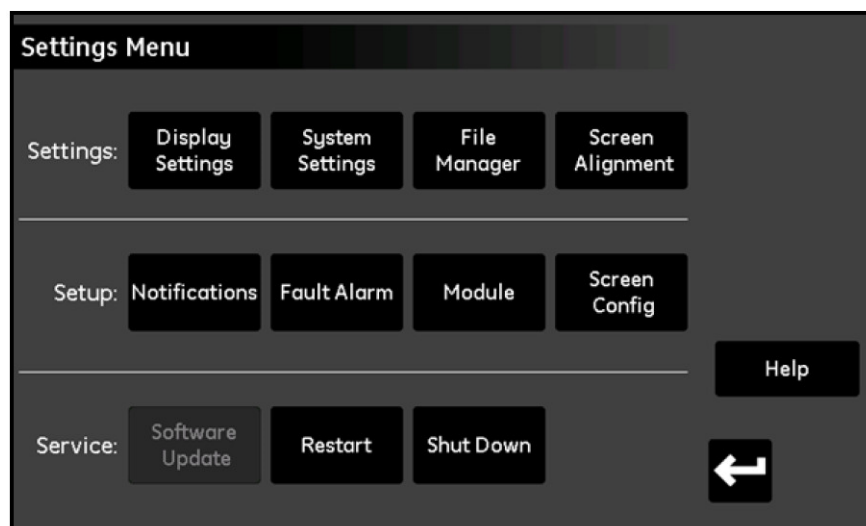 Settings Menu
Settings:
Display
Settings
System
Settings
File
Manager
Screen
Alignment
Setup:
Notifications
Fault Alarm
Module
Screen
Config
Help
Service:
Software
Update
Restart
Shut Down